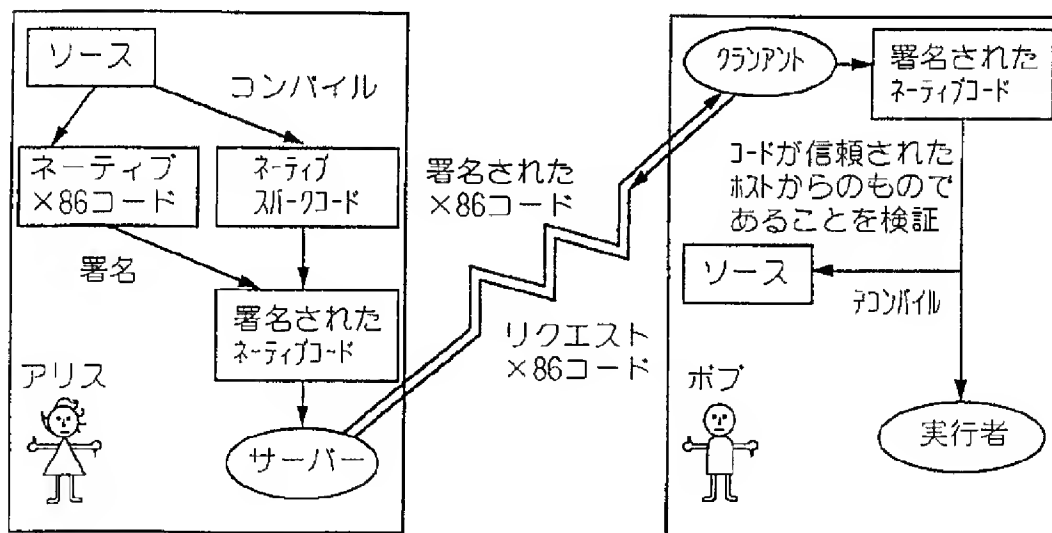 ソース
コンパイル
ネーティブ
×86コード
ネーティブ
スパークコード
署名
署名された
ネーティブコード
アリス
サーバー
署名された
×86コード
リクエスト
×86コード
クランアント
署名された
ネーティブコード
コードが信頼された
ホストからのもので
あることを検証
ソース
デコンパイル
ボブ
実行者